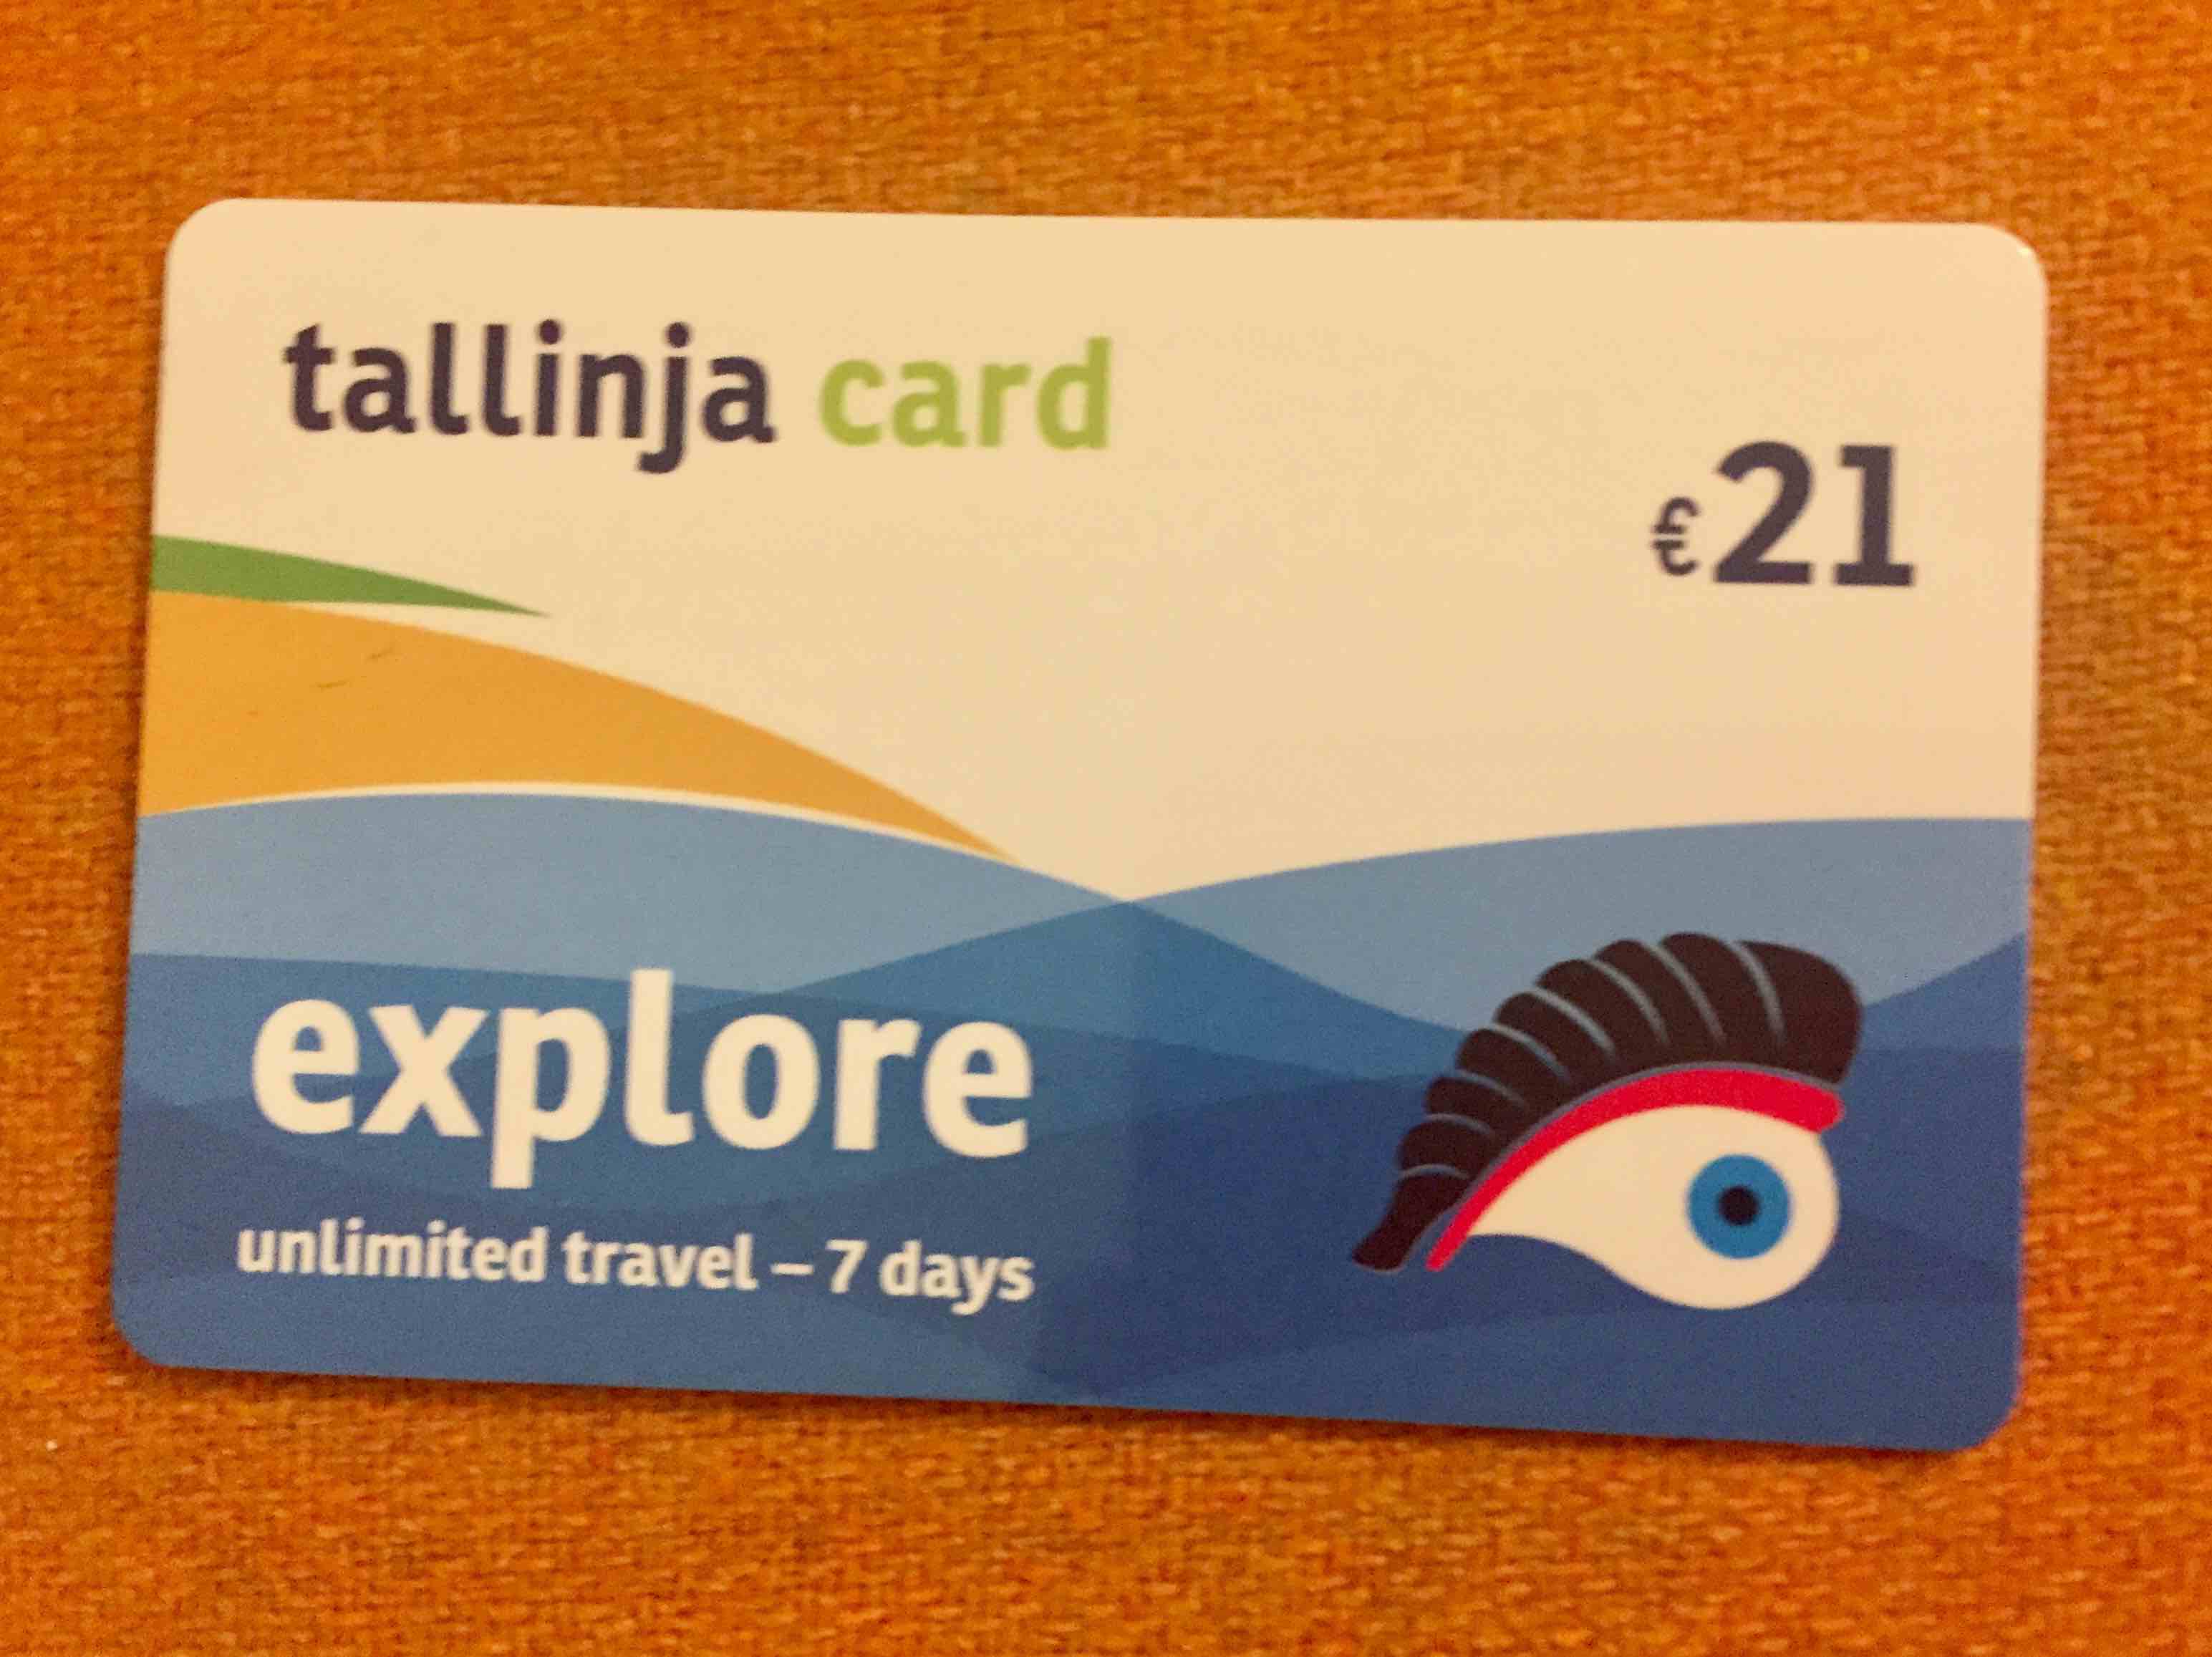 tallinja card
€21
explore
unlimited travel – 7 days